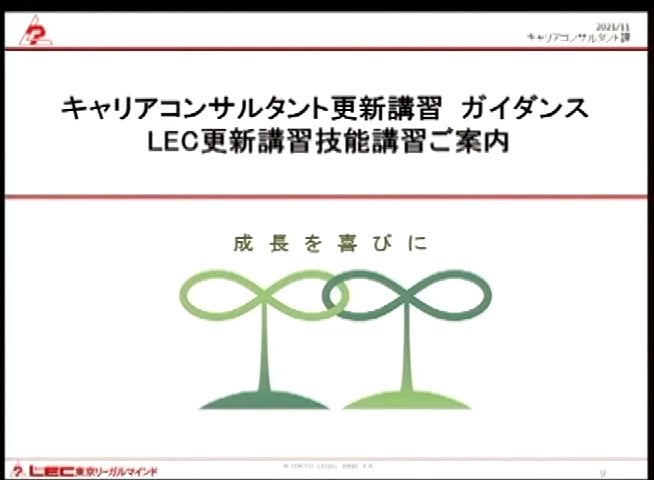 2021/11
キャリアコンサルタント課
キャリアコンサルタント更新講習 ガイダンス
LEC更新講習技能講習ご案内
成長を喜びに
LEC東京リーガルマインド
9